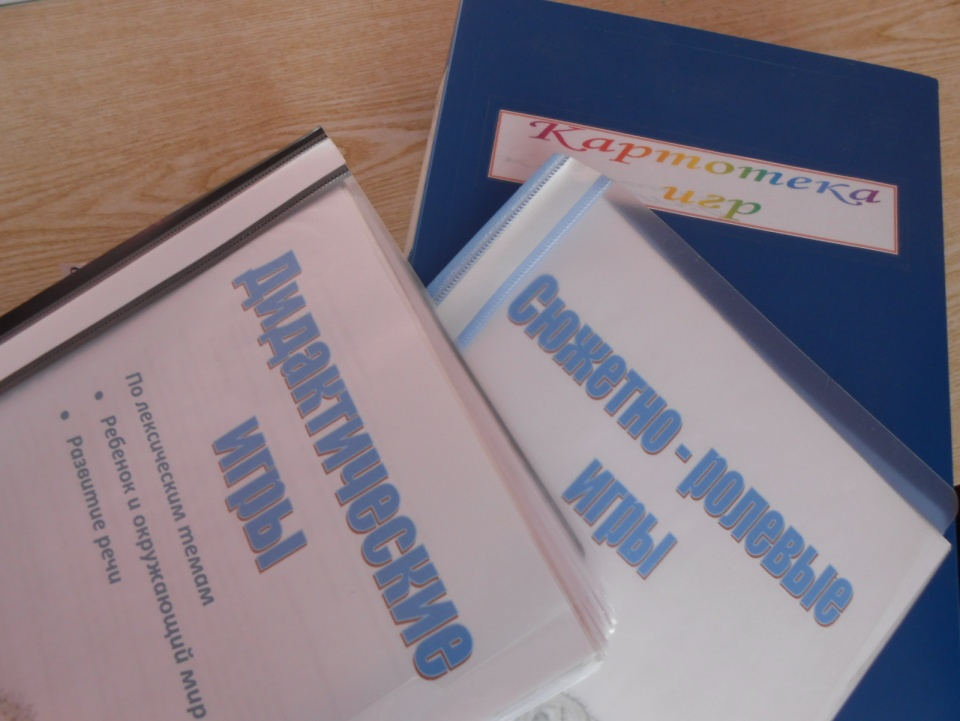 Картотека
игр
Сюжетно - ролевые
игры
Дидактические
игры
По лексическим темам
• Ребенок и окружающий мир
• Развитие речи